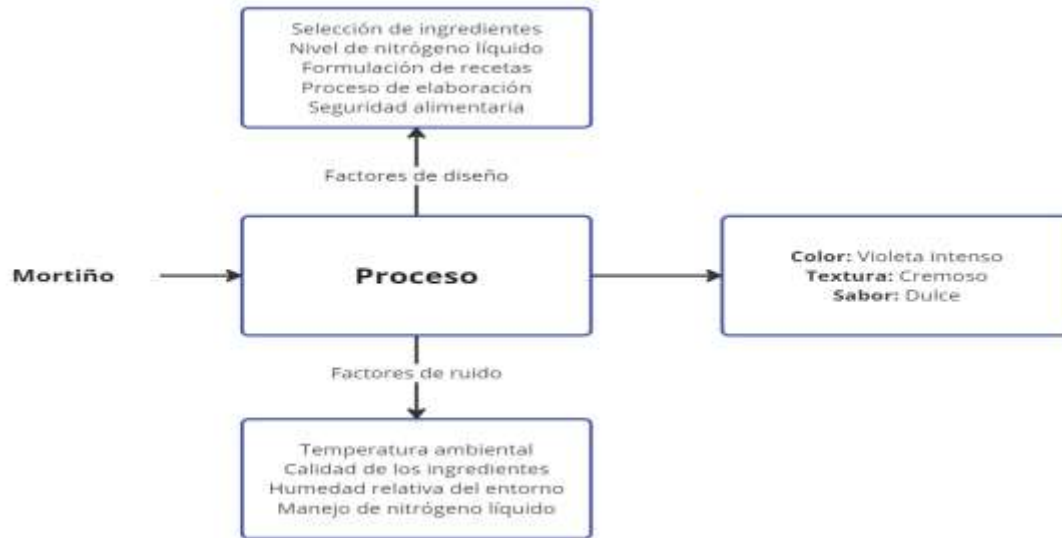 Selección de ingredientes
Nivel de nitrógeno líquido
Formulación de recetas
Proceso de elaboración
Seguridad alimentaria
Factores de diseño
Mortiño
Proceso
Color: Violeta intenso
Textura: Cremoso
Sabor: Dulce
Factores de ruido
Temperatura ambiental
Calidad de los ingredientes
Humedad relativa del entorno
Manejo de nitrógeno líquido